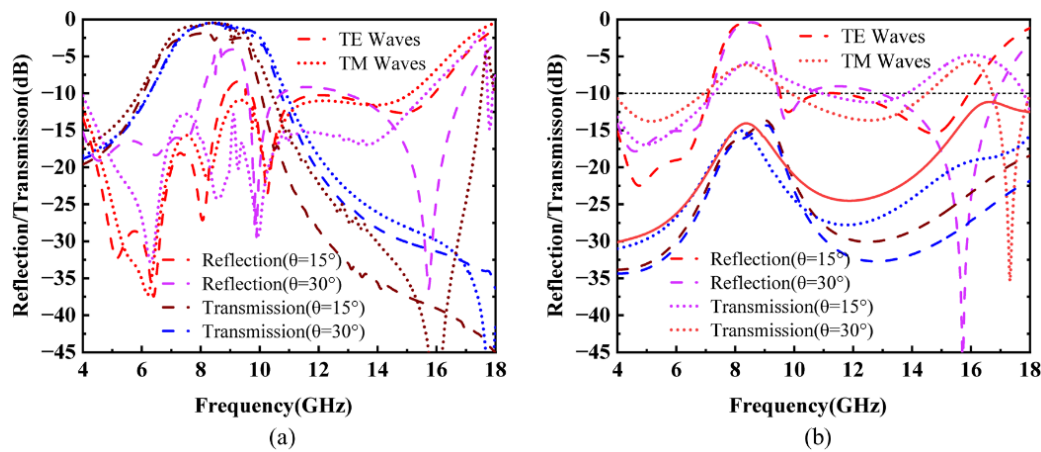 Reflection/Transmisson(dB)
0
−5
−10
−15
−20
−25
−30
−35
−40
−45
TE Waves
TM Waves
Reflection(θ=15°)
Reflection(θ=30°)
Transmission(θ=15°)
Transmission(θ=30°)
4 6 8 10 12 14 16 18
Frequency(GHz)
(a)
Reflection/Transmisson(dB)
0
−5
−10
−15
−20
−25
−30
−35
−40
−45
TE Waves
TM Waves
Reflection(θ=15°)
Reflection(θ=30°)
Transmission(θ=15°)
Transmission(θ=30°)
4 6 8 10 12 14 16 18
Frequency(GHz)
(b)